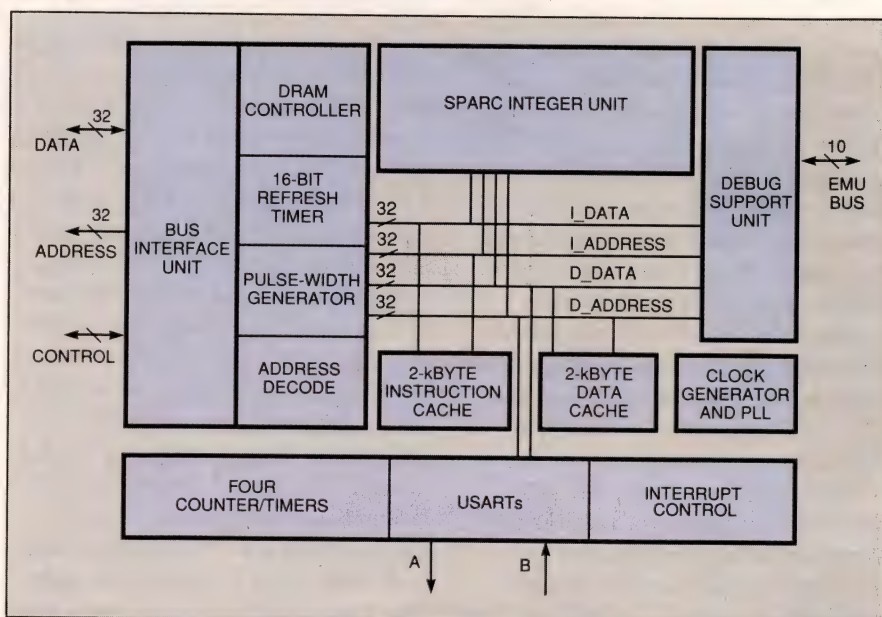 32
DATA
32
ADDRESS
CONTROL
BUS
INTERFACE
UNIT
DRAM
CONTROLLER
16-BIT
REFRESH
TIMER
PULSE-WIDTH
GENERATOR
ADDRESS
DECODE
SPARC INTEGER UNIT
DEBUG
SUPPORT
UNIT
10
EMU
BUS
32
I_DATA
32
I_ADDRESS
32
D_DATA
32
D_ADDRESS
2-kBYTE
INSTRUCTION
CACHE
2-kBYTE
DATA
CACHE
CLOCK
GENERATOR
AND PLL
FOUR
COUNTER/TIMERS
USARTs
INTERRUPT
CONTROL
A
B